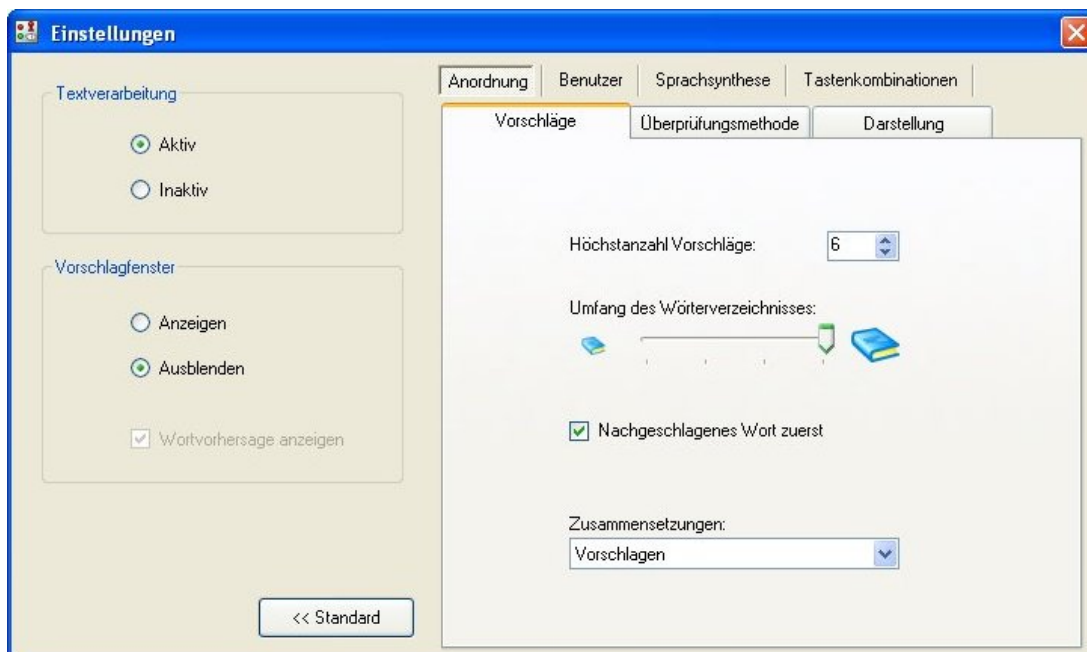 Einstellungen
Textverarbeitung
Aktiv
Inaktiv
Vorschlagfenster
Anzeigen
Ausblenden
Wortvorhersage anzeigen
<< Standard
Anordnung Benutzer Sprachsynthese Tastenkombinationen
Vorschläge Überprüfungsmethode Darstellung
Höchstanzahl Vorschläge: 6
Umfang des Wörterverzeichnisses:
Nachgeschlagenes Wort zuerst
Zusammensetzungen:
Vorschlagen